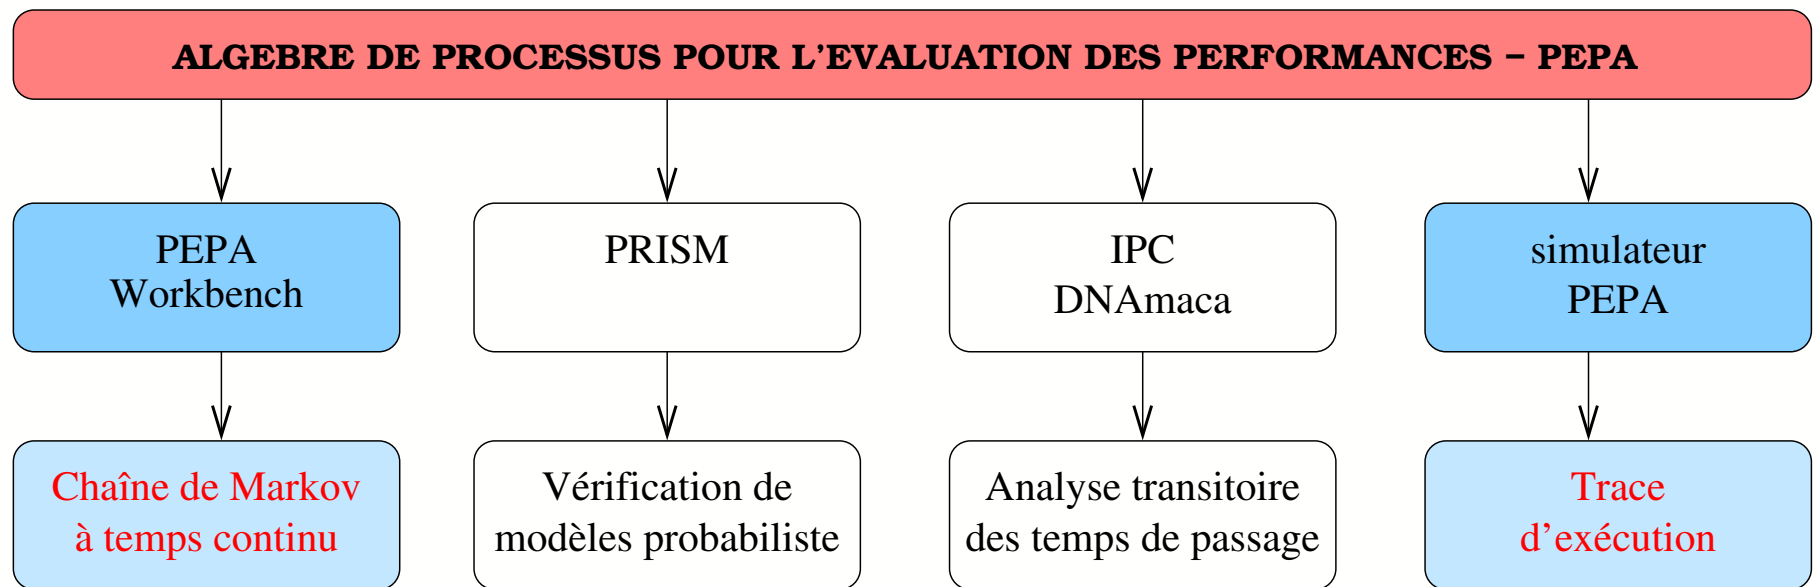 ALGEBRE DE PROCESSUS POUR L'EVALUATION DES PERFORMANCES – PEPA
PEPA
Workbench
PRISM
IPC
DNAmaca
simulateur
PEPA
Chaîne de Markov
à temps continu
Vérification de
modèles probabiliste
Analyse transitoire
des temps de passage
Trace
d'exécution